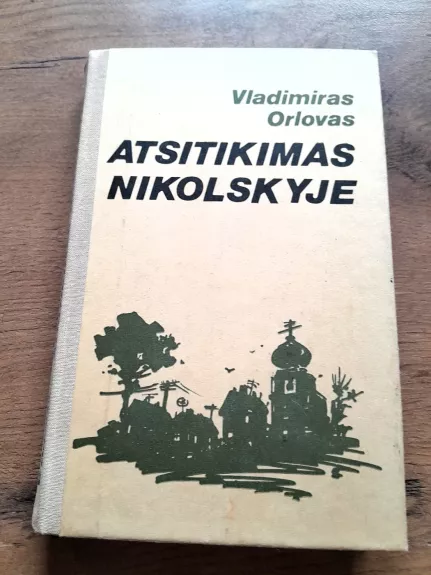 Vladimiras
Orlovas
ATSITIKIMAS
NIKOLSKYJE